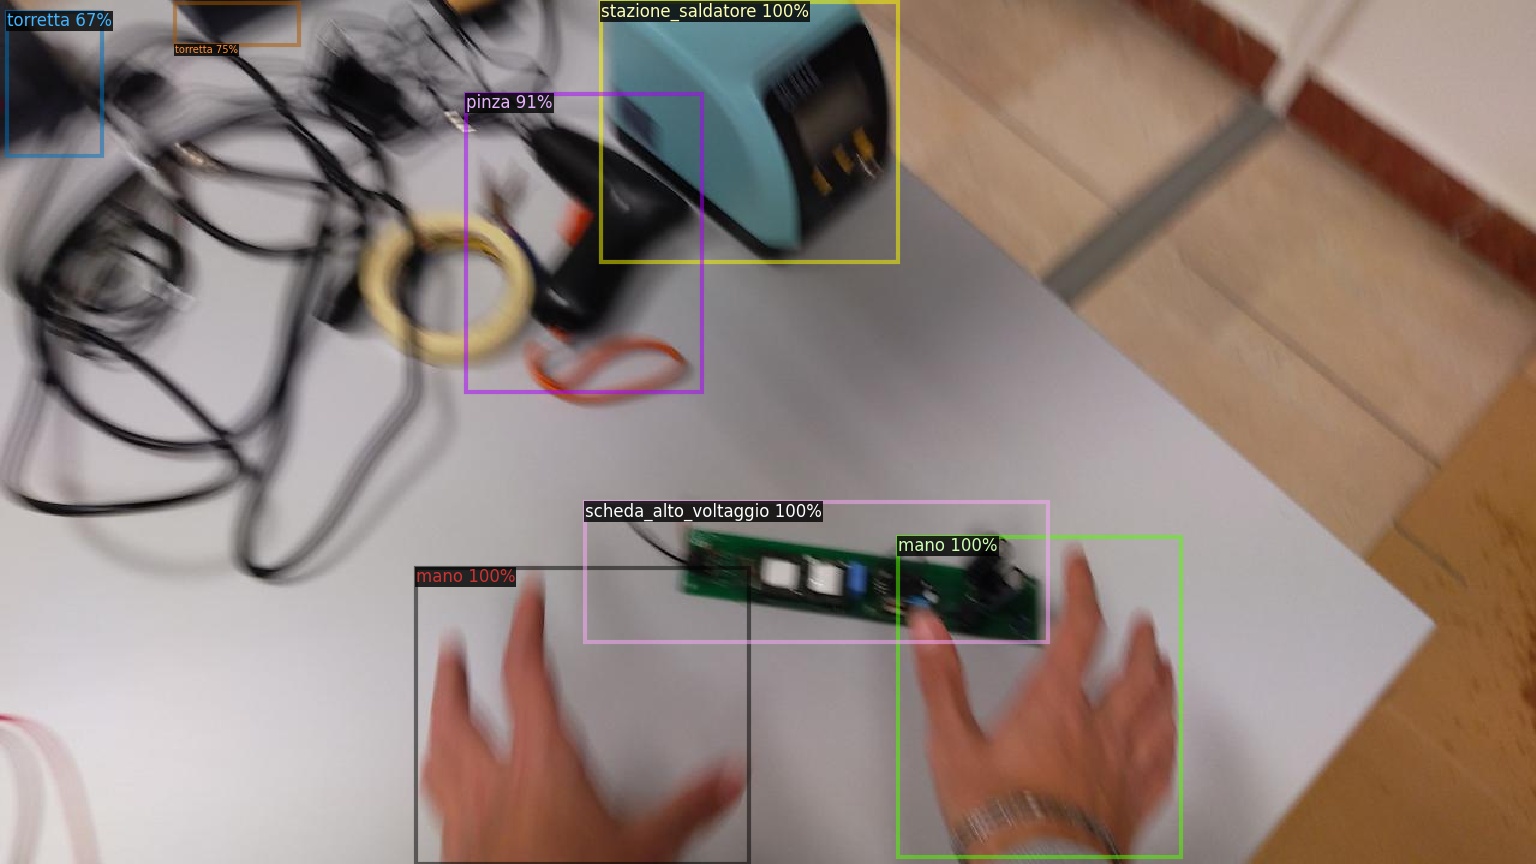 torretta 67%
torretta 75%
stazione_saldatore 100%
pinza 91%
scheda_alto_voltaggio 100%
mano 100%
mano 100%